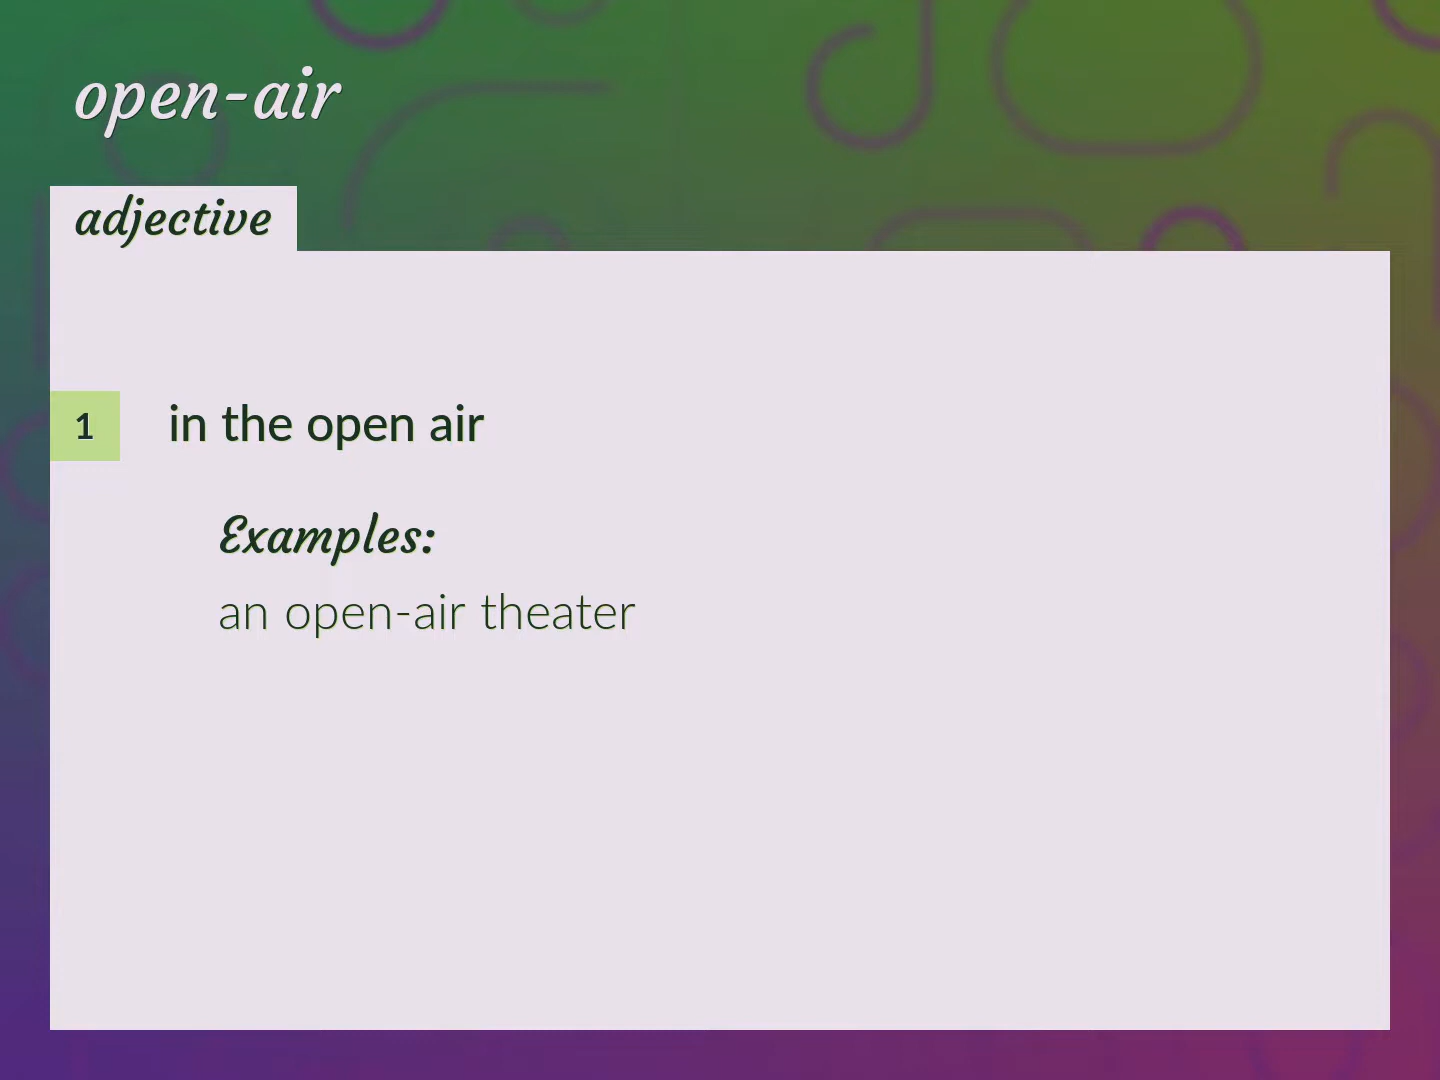 open-air
adjective
1 in the open air
Examples:
an open-air theater